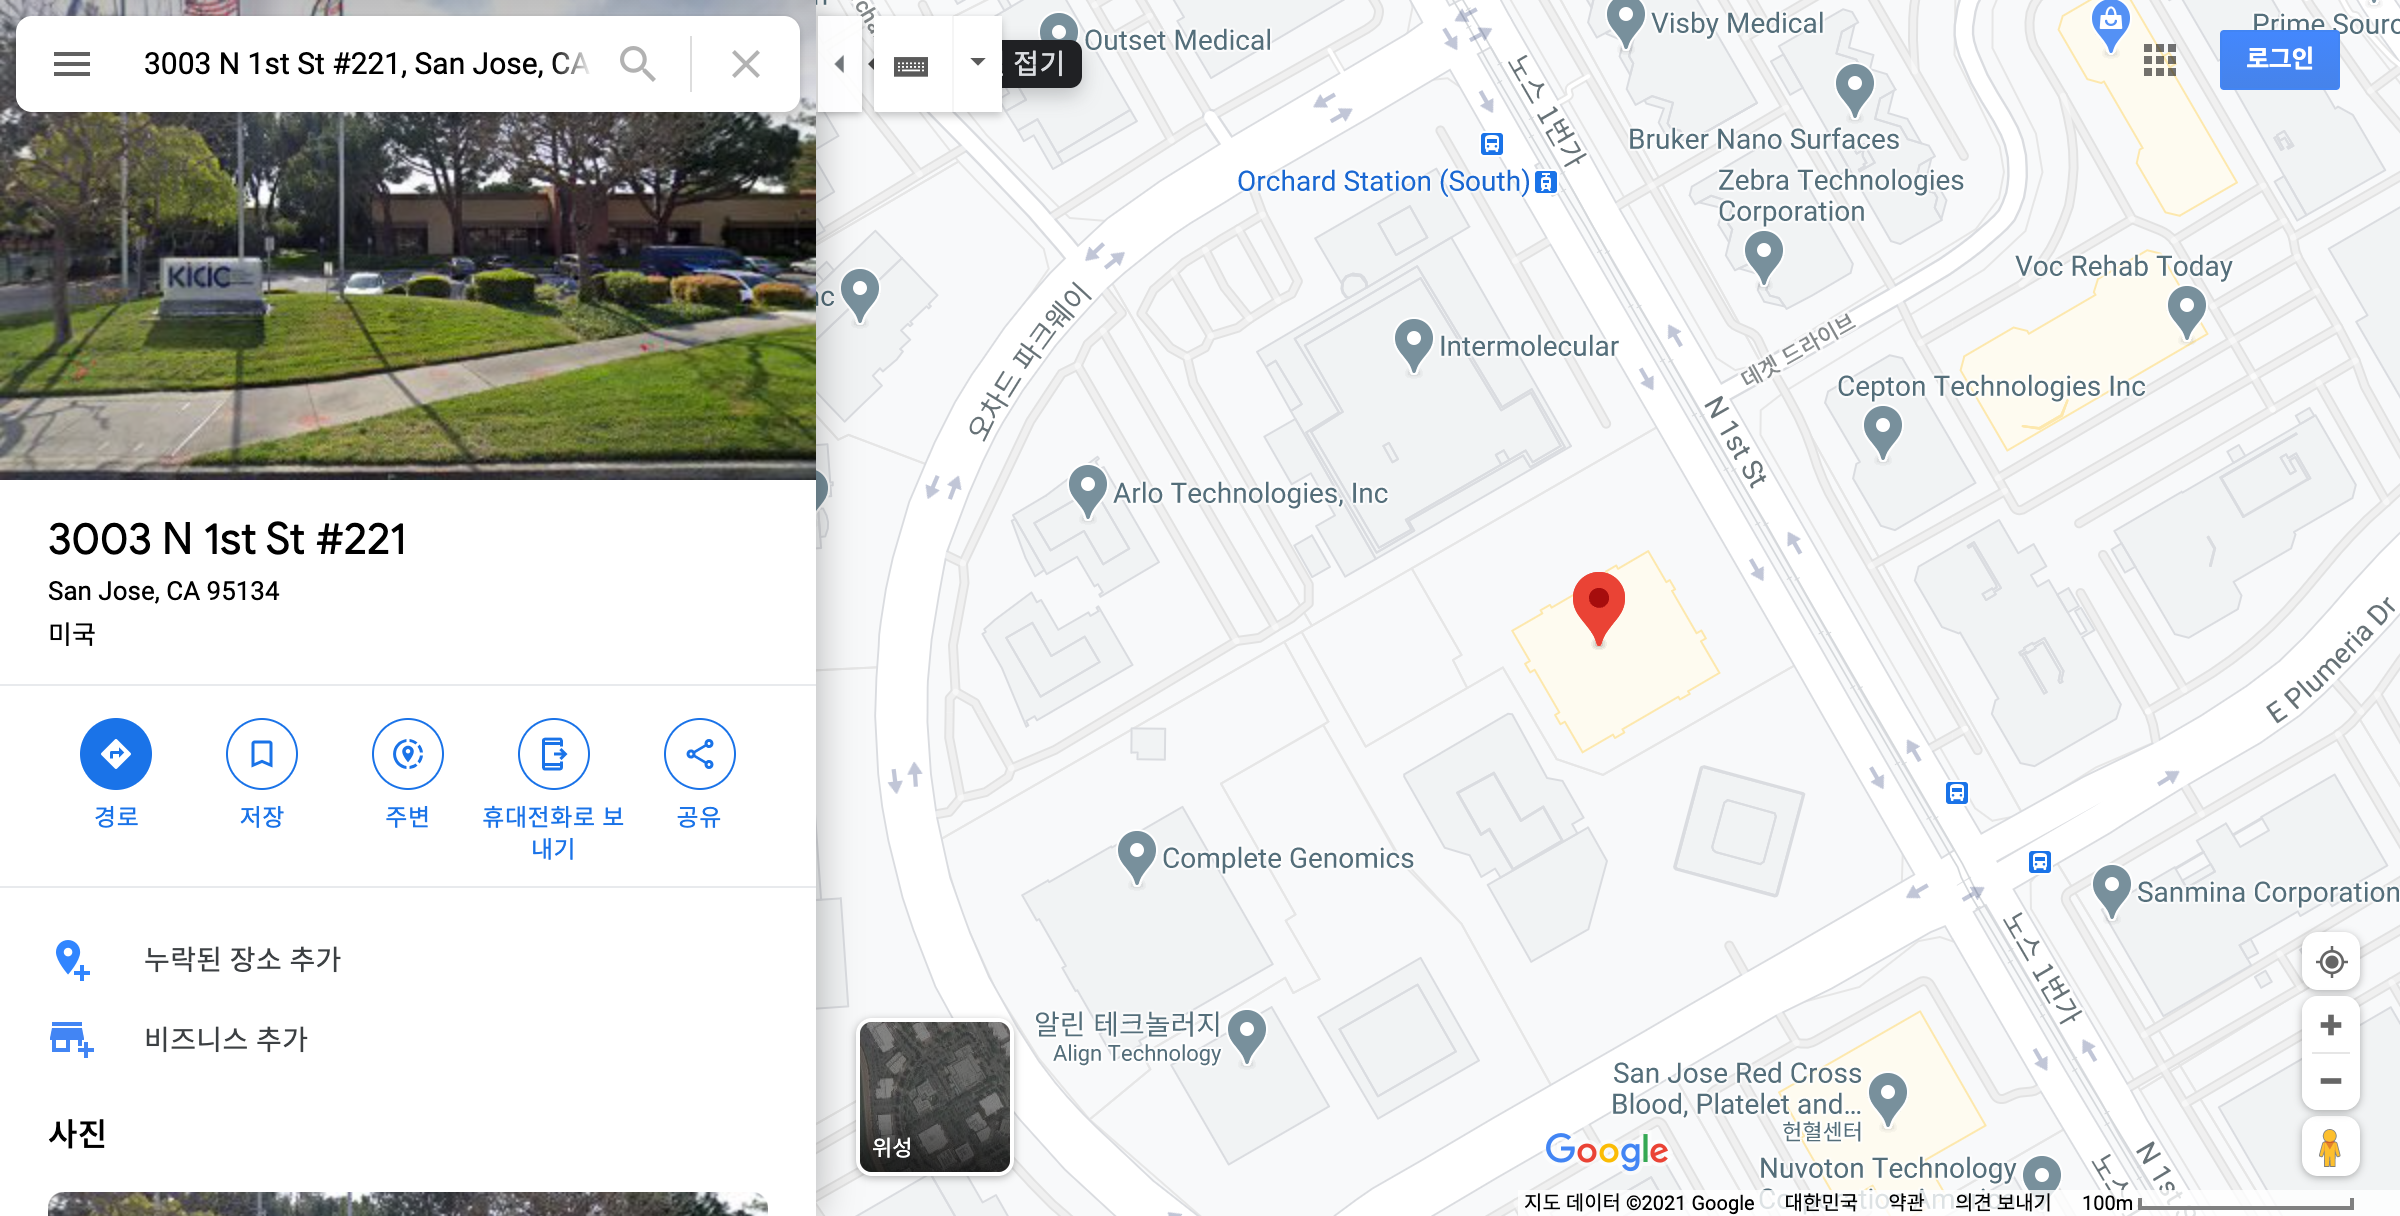 3003 N 1st St #221, San Jose, CA
접기
로그인
KICIC
3003 N 1st St #221
San Jose, CA 95134
미국
경로
저장
주변
휴대전화로 보
내기
공유
누락된 장소 추가
비즈니스 추가
사진
위성
Outset Medical
Visby Medical
노스 1번가
Bruker Nano Surfaces
Orchard Station (South)
Zebra Technologies
Corporation
Voc Rehab Today
오차드 파크웨이
Intermolecular
데겟 드라이브
Cepton Technologies Inc
N 1st St
Arlo Technologies, Inc
E Plumeria Dr
Complete Genomics
Sanmina Corporation
노스 1번가
알린 테크놀러지
Align Technology
San Jose Red Cross
Blood, Platelet and...
헌혈센터
Nuvoton Technology
N 1st
Google
지도 데이터 ©2021 Google 대한민국 약관 의견 보내기 100m